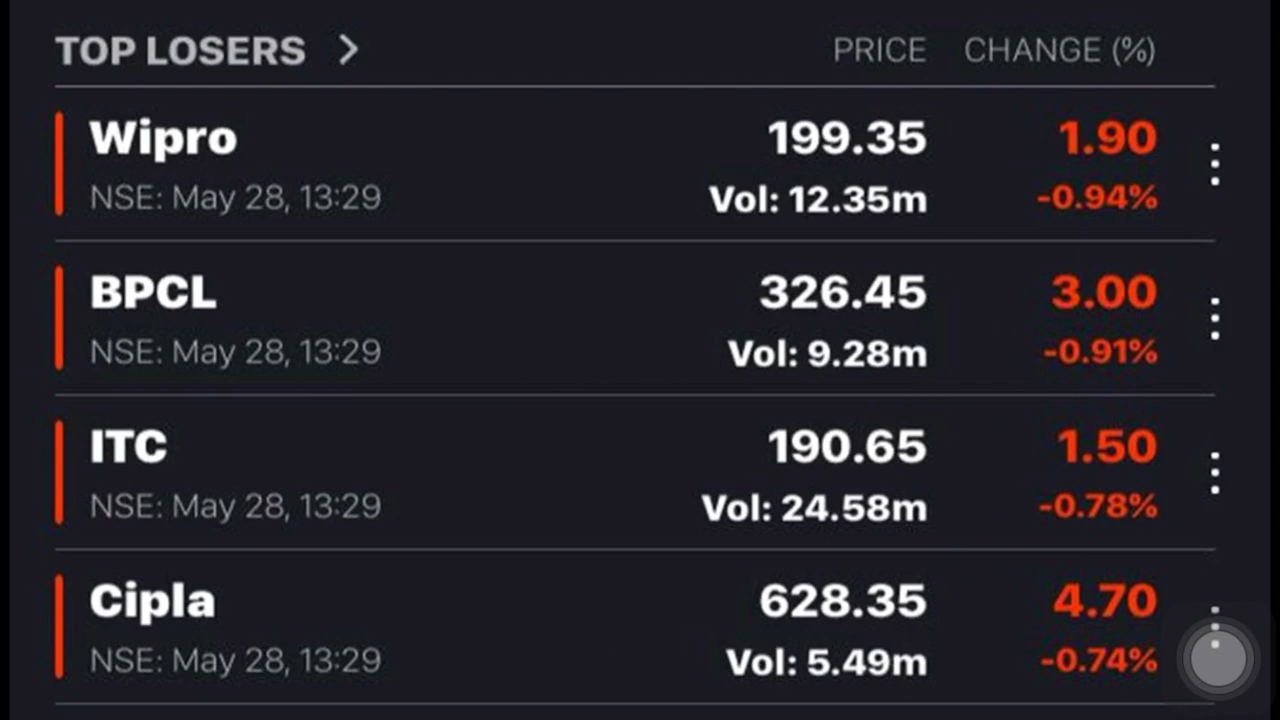 TOP LOSERS > PRICE CHANGE (%)
Wipro 199.35 1.90
NSE: May 28, 13:29 Vol: 12.35m -0.94%
BPCL 326.45 3.00
NSE: May 28, 13:29 Vol: 9.28m -0.91%
ITC 190.65 1.50
NSE: May 28, 13:29 Vol: 24.58m -0.78%
Cipla 628.35 4.70
NSE: May 28, 13:29 Vol: 5.49m -0.74%